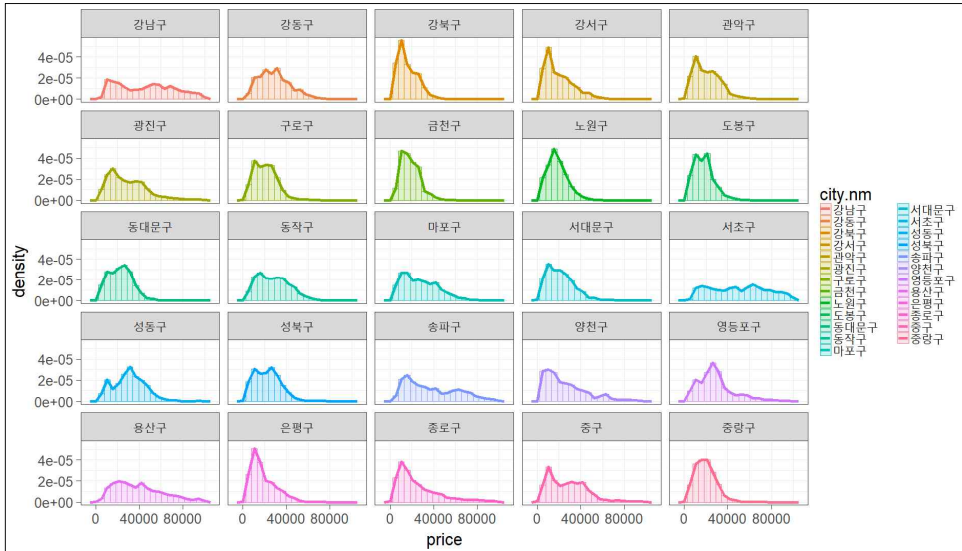 강남구 강동구 강북구 강서구 관악구
4e-05
2e-05
0e+00
광진구 구로구 금천구 노원구 도봉구
4e-05
2e-05
0e+00
동대문구 동작구 마포구 서대문구 서초구
4e-05
2e-05
0e+00
성동구 성북구 송파구 양천구 영등포구
4e-05
2e-05
0e+00
용산구 은평구 종로구 중구 중랑구
4e-05
2e-05
0e+00
0 40000 80000 0 40000 80000 0 40000 80000 0 40000 80000 0 40000 80000
price
density
city.nm
강남구 서대문구
강동구 서초구
강북구 성동구
강서구 성북구
관악구 송파구
광진구 양천구
구로구 영등포구
금천구 용산구
노원구 은평구
도봉구 종로구
동대문구 중구
동작구 중랑구
마포구